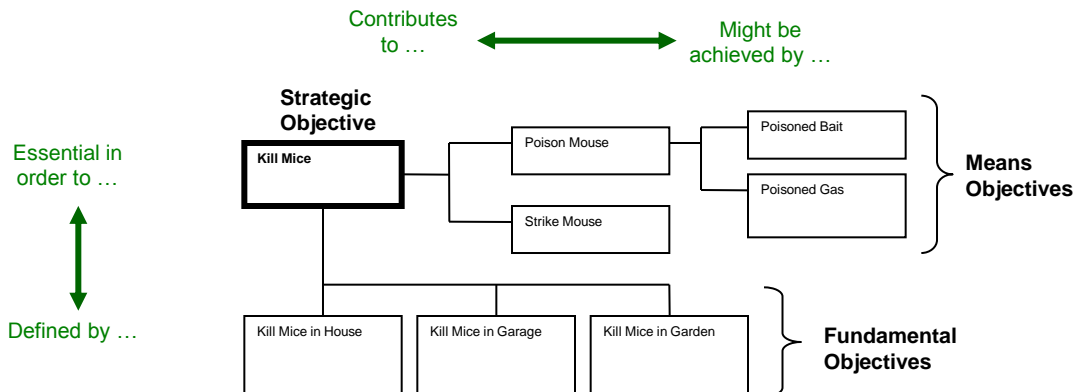 Contributes
to …
Might be
achieved by …
Strategic
Objective
Essential in
order to …
Kill Mice
Poison Mouse
Poisoned Bait
Means
Objectives
Poisoned Gas
Strike Mouse
Defined by …
Kill Mice in House
Kill Mice in Garage
Kill Mice in Garden
Fundamental
Objectives